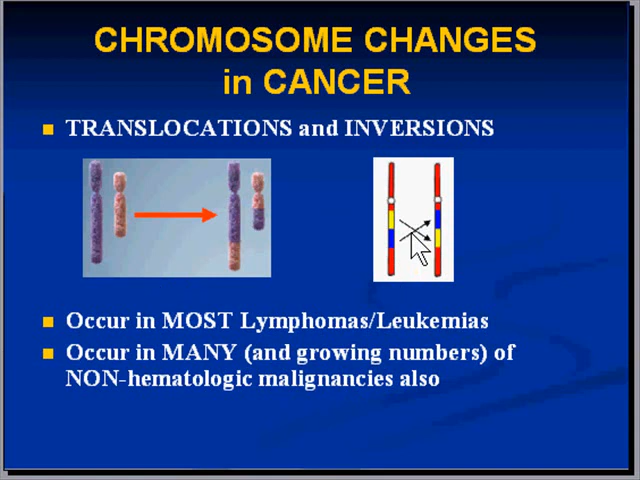 CHROMOSOME CHANGES
in CANCER
TRANSLOCATIONS and INVERSIONS
Occur in MOST Lymphomas/Leukemias
Occur in MANY (and growing numbers) of
NON-hematologic malignancies also